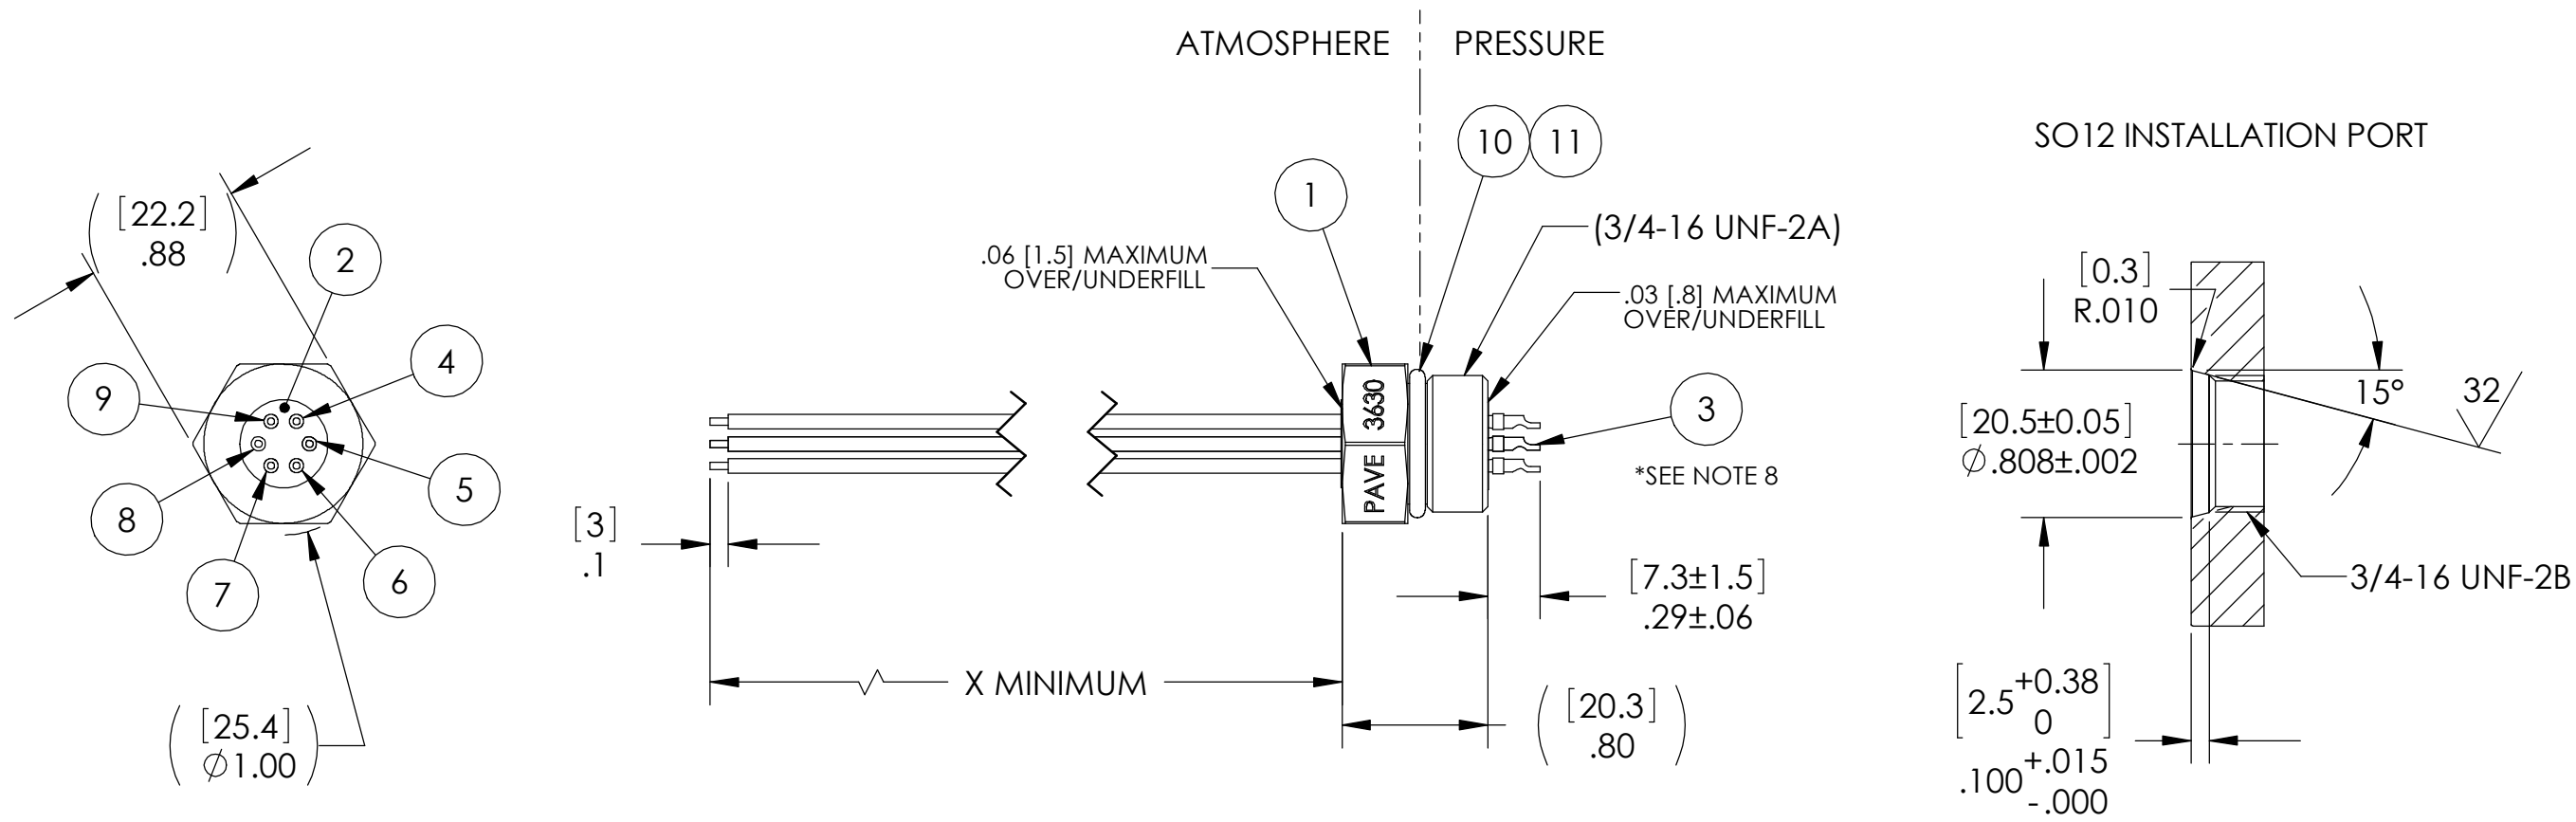 ATMOSPHERE
PRESSURE
SO12 INSTALLATION PORT
[22.2]
.88
2
4
9
5
8
6
7
[25.4]
∅1.00
10
11
1
(3/4-16 UNF-2A)
.06 [1.5] MAXIMUM
OVER/UNDERFILL
.03 [.8] MAXIMUM
OVER/UNDERFILL
PAVE 3630
3
*SEE NOTE 8
[3]
.1
[7.3±1.5]
.29±.06
X MINIMUM
([20.3]
.80)
[0.3]
R.010
15°
32
[20.5±0.05]
∅.808±.002
3/4-16 UNF-2B
[2.5 +0.38
0]
.100 +.015
-.000